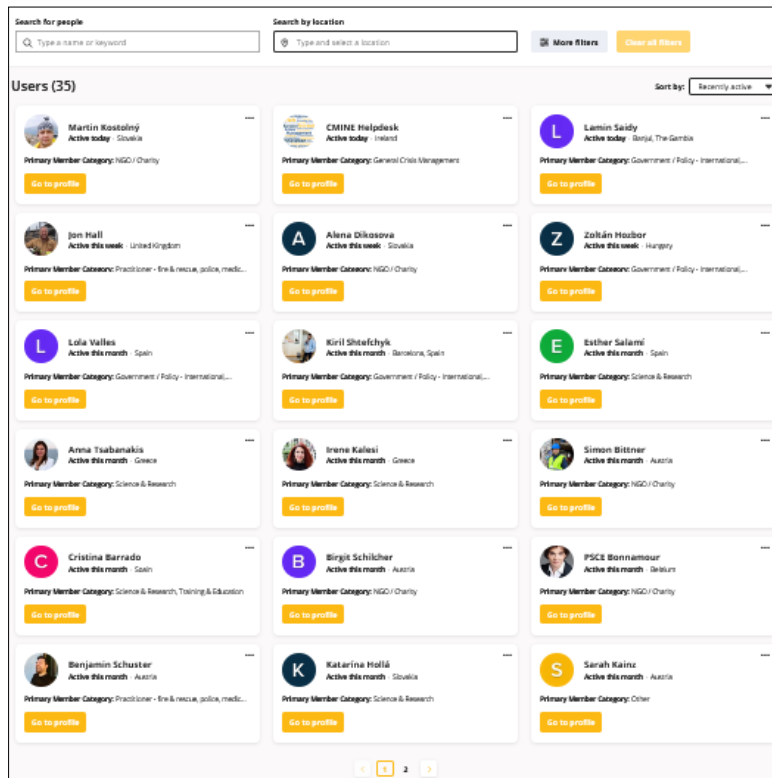 Search for people
Search by location
Type a name or keyword
Type and select a location
More filters
Clear all filters
Users (35)
Sort by: Recently active
Martin Kostolný
Active today · Slovakia
Primary Member Category: NGO / Charity
Go to profile
CMINE Helpdesk
Active today · Ireland
Primary Member Category: General Crisis Management
Go to profile
L
Lamin Saidy
Active today · Banjul, The Gambia
Primary Member Category: Government / Policy - International,...
Go to profile
Jon Hall
Active this week · United Kingdom
Primary Member Category: Practitioner - fire & rescue, police, medic...
Go to profile
A
Alena Dikosova
Active this week · Slovakia
Primary Member Category: NGO / Charity
Go to profile
Z
Zoltán Hozbor
Active this week · Hungary
Primary Member Category: Government / Policy - International,...
Go to profile
L
Lola Valles
Active this month · Spain
Primary Member Category: Government / Policy - International,...
Go to profile
Kiril Shtefchyk
Active this month · Barcelona, Spain
Primary Member Category: Government / Policy - International,...
Go to profile
E
Esther Salamí
Active this month · Spain
Primary Member Category: Science & Research
Go to profile
Anna Tsabanakis
Active this month · Greece
Primary Member Category: Science & Research
Go to profile
Irene Kalesi
Active this month · Greece
Primary Member Category: Science & Research
Go to profile
Simon Bittner
Active this month · Austria
Primary Member Category: NGO / Charity
Go to profile
C
Cristina Barrado
Active this month · Spain
Primary Member Category: Science & Research, Training & Education
Go to profile
B
Birgit Schilcher
Active this month · Austria
Primary Member Category: NGO / Charity
Go to profile
PSCE Bonnamour
Active this month · Belgium
Primary Member Category: NGO / Charity
Go to profile
Benjamin Schuster
Active this month · Austria
Primary Member Category: Practitioner - fire & rescue, police, medic...
Go to profile
K
Katarína Hollá
Active this month · Slovakia
Primary Member Category: Science & Research
Go to profile
S
Sarah Kainz
Active this month · Austria
Primary Member Category: Other
Go to profile
< 1 2 >